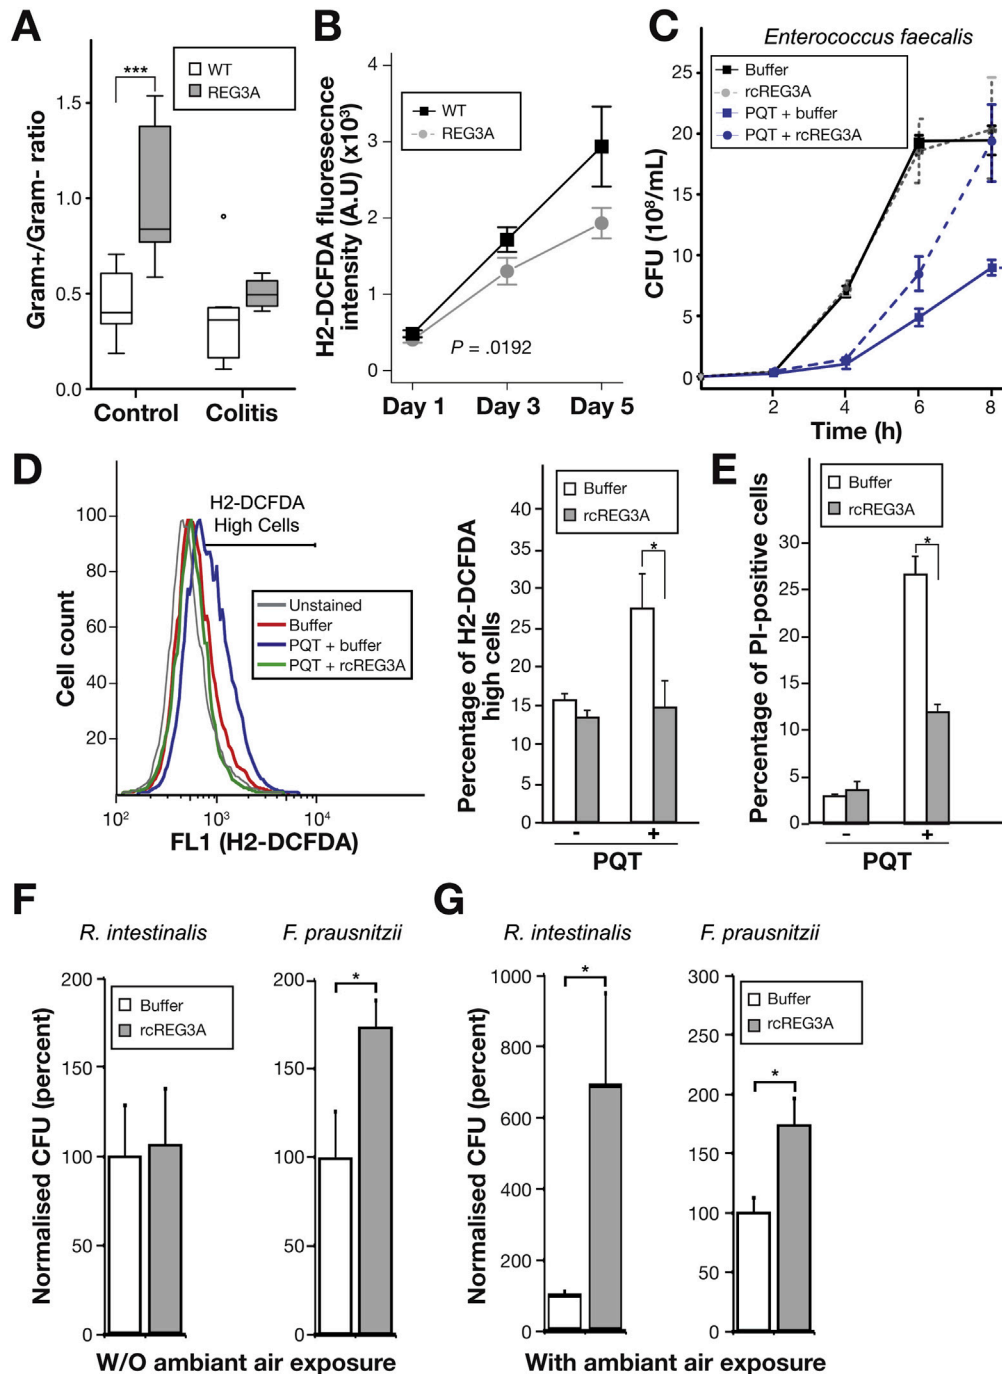 A
Gram+/Gram- ratio
1.5
1.0
0.5
0.0
***
WT
REG3A
Control
Colitis
B
H2-DCFDA fluoresecnce
intensity (A.U) (x10³)
4
3
2
1
0
WT
REG3A
P = .0192
Day 1
Day 3
Day 5
C
Enterococcus faecalis
CFU (10⁸/mL)
25
20
15
10
5
0
Buffer
rcREG3A
PQT + buffer
PQT + rcREG3A
2
4
6
8
Time (h)
D
Cell count
100
80
60
40
20
H2-DCFDA
High Cells
Unstained
Buffer
PQT + buffer
PQT + rcREG3A
10²
10³
10⁴
FL1 (H2-DCFDA)
Percentage of H2-DCFDA
high cells
40
35
30
25
20
15
10
5
0
Buffer
rcREG3A
*
-
+
PQT
E
Percentage of PI-positive cells
30
25
20
15
10
5
0
Buffer
rcREG3A
*
-
+
PQT
F
R. intestinalis
F. prausnitzii
Normalised CFU (percent)
200
150
100
50
0
Buffer
rcREG3A
200
150
100
50
0
*
W/O ambiant air exposure
G
R. intestinalis
F. prausnitzii
Normalised CFU (percent)
1000
800
600
400
200
0
*
300
250
200
150
100
50
0
Buffer
rcREG3A
*
With ambiant air exposure